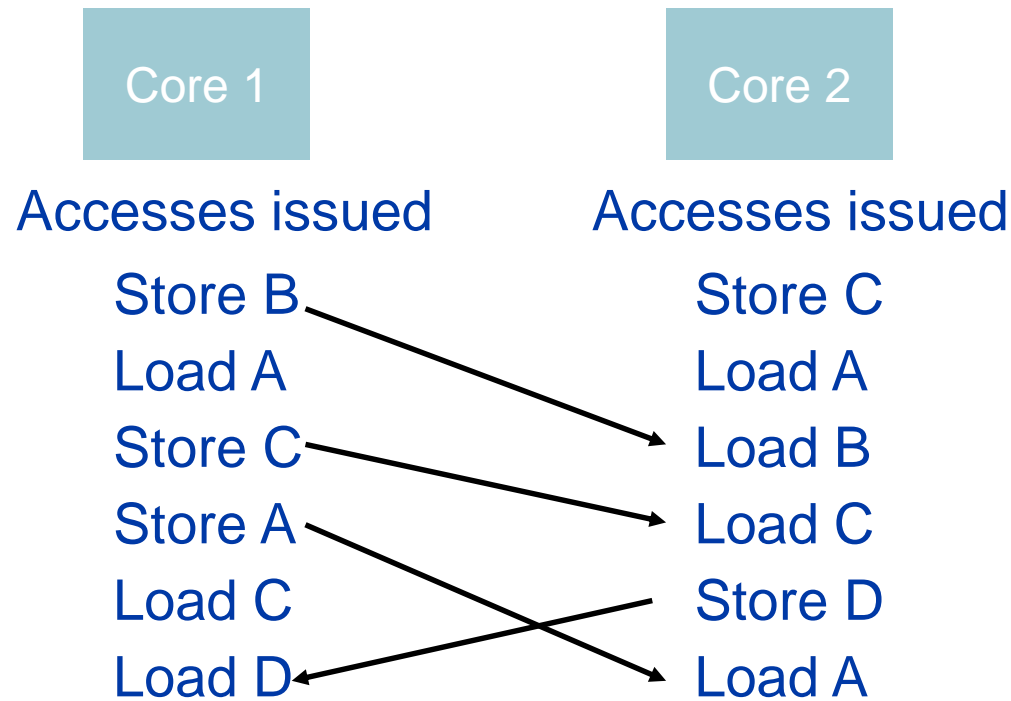 Core 1
Core 2
Accesses issued
Accesses issued
Store B
Store C
Load A
Load A
Store C
Load B
Store A
Load C
Load C
Store D
Load D
Load A